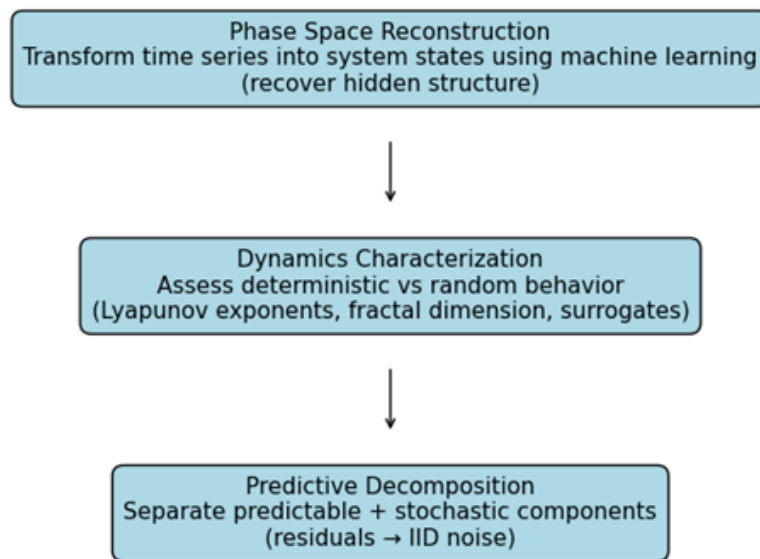 Phase Space Reconstruction
Transform time series into system states using machine learning
(recover hidden structure)
Dynamics Characterization
Assess deterministic vs random behavior
(Lyapunov exponents, fractal dimension, surrogates)
Predictive Decomposition
Separate predictable + stochastic components
(residuals → IID noise)